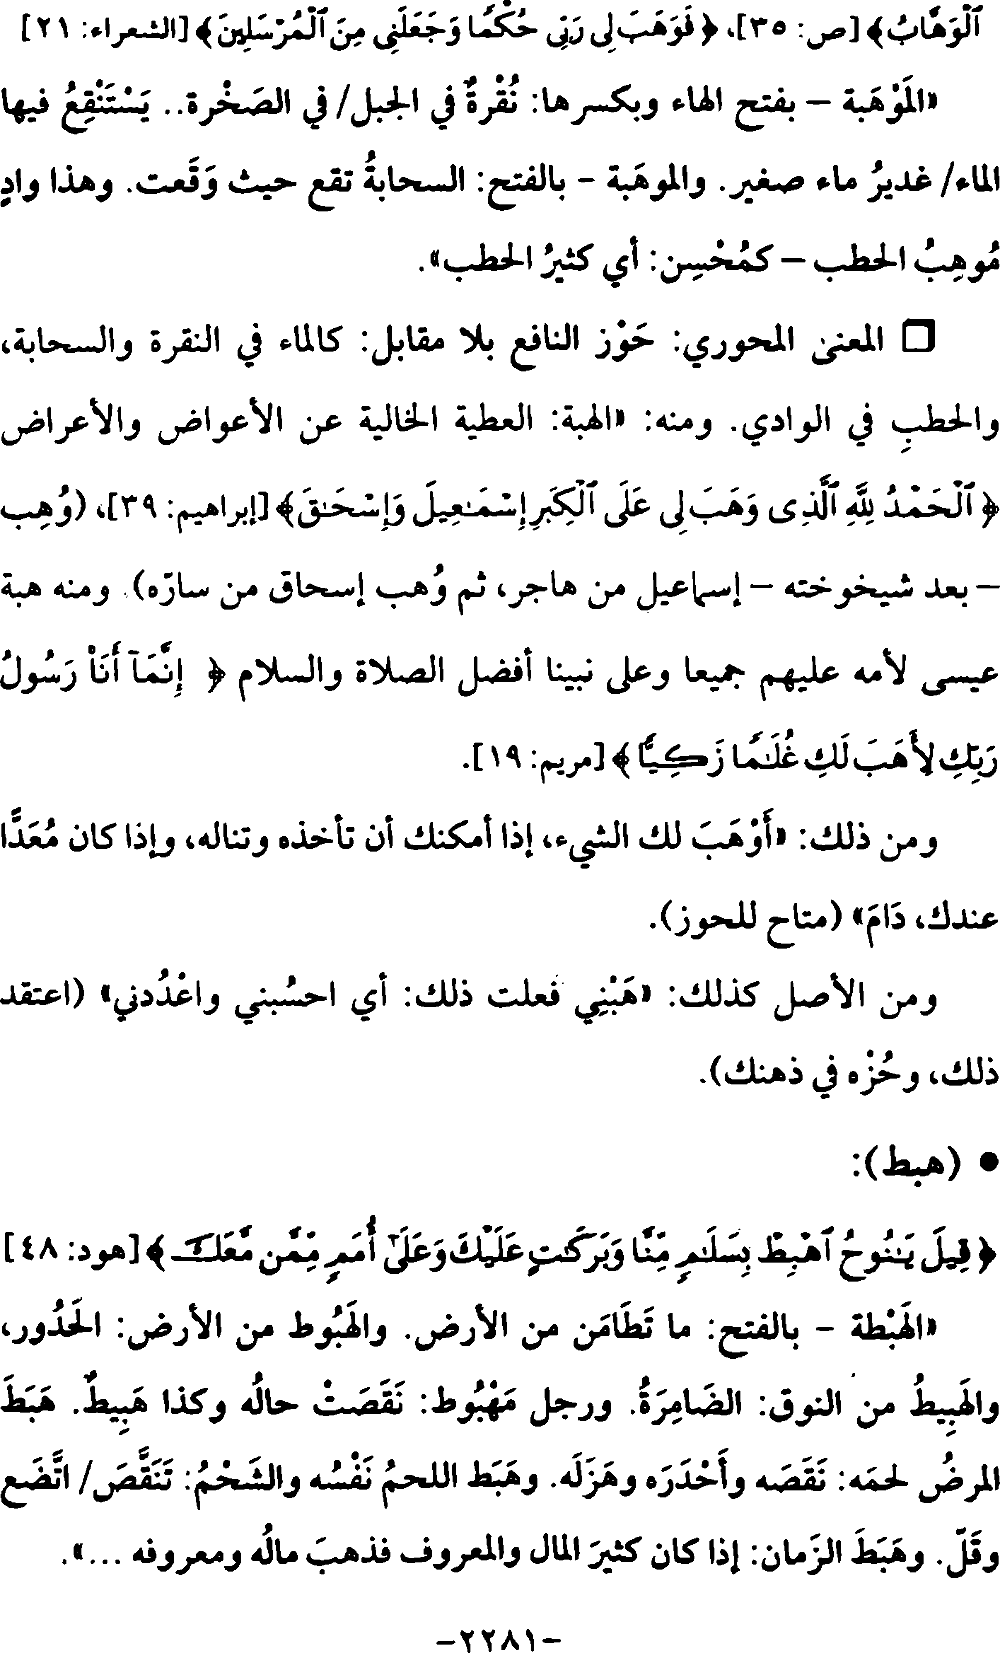 ٱلْوَهَّابُ﴾ [ص: ٣٥]، ﴿فَوَهَبَ لِى رَبِّى حُكْمًا وَجَعَلَنِى مِنَ ٱلْمُرْسَلِينَ﴾ [الشعراء: ٢١]
«المَوْهَبة – بفتح الهاء وبكسرها: نُقْرةٌ في الجبل/ في الصَخْرة.. يَسْتَنْقِعُ فيها
الماء/ غديرُ ماء صغير. والموهَبة – بالفتح: السحابةُ تقع حيث وَقَعت. وهذا وادٍ
مُوهِبُ الحطب – كمُحْسِن: أي كثيرُ الحطب».
❑ المعنى المحوري: حَوْز النافع بلا مقابل: كالماء في النقرة والسحابة،
والحطبِ في الوادي. ومنه: «الهبة: العطية الخالية عن الأعواض والأعراض
﴿ٱلْحَمْدُ لِلَّهِ ٱلَّذِى وَهَبَ لِى عَلَى ٱلْكِبَرِ إِسْمَـٰعِيلَ وَإِسْحَـٰقَ﴾ [إبراهيم: ٣٩]، (وُهِب
– بعد شيخوخته – إسماعيل من هاجر، ثم وُهب إسحاق من سارّه). ومنه هبة
عيسى لأمه عليهم جميعا وعلى نبينا أفضل الصلاة والسلام ﴿إِنَّمَآ أَنَا۠ رَسُولُ
رَبِّكِ لِأَهَبَ لَكِ غُلَـٰمًا زَكِيًّا﴾ [مريم: ١٩].
ومن ذلك: «أَوْهَبَ لك الشيء، إذا أمكنك أن تأخذه وتناله، وإذا كان مُعَدًّا
عندك، دَامَ» (متاح للحوز).
ومن الأصل كذلك: «هَبْنِي فعلت ذلك: أي احسُبني واعْدُدني» (اعتقد
ذلك، وحُزْه في ذهنك).
• (هبط):
﴿قِيلَ يَـٰنُوحُ ٱهْبِطْ بِسَلَـٰمٍ مِّنَّا وَبَرَكَـٰتٍ عَلَيْكَ وَعَلَىٰٓ أُمَمٍ مِّمَّن مَّعَكَ﴾ [هود: ٤٨]
«الهَبْطة – بالفتح: ما تَطَامَن من الأرض. والهَبُوط من الأرض: الحَدُور،
والهَبِيطُ من النوق: الضَامِرَةُ. ورجل مَهْبُوط: نَقَصَتْ حالُه وكذا هَبِيطٌ. هَبَطَ
المرضُ لحمَه: نَقَصَه وأَحْدَرَه وهَزَلَه. وهَبَط اللحمُ نَفْسُه والشَحْمُ: تَنَقَّصَ/ اتَّضَع
وقَلّ. وهَبَطَ الزَمان: إذا كان كثيرَ المال والمعروف فذهبَ مالُه ومعروفه ...».
–٢٢٨١–